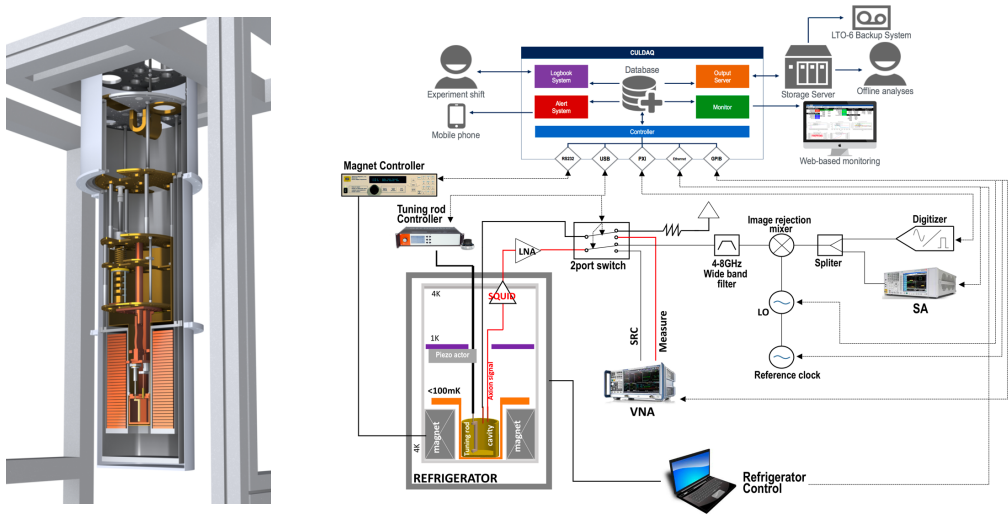 LTO-6 Backup System
CULDAQ
Logbook
System
Database
Output
Server
Experiment shift
Storage Server
Offline analyses
Alert
System
Monitor
Mobile phone
Controller
Web-based monitoring
RS232
USB
PXI
Ethernet
GPIB
Magnet Controller
Tuning rod
Controller
Image rejection
mixer
Digitizer
LNA
2port switch
4-8GHz
Wide band
filter
Spliter
SA
SQUID
4K
LO
SRC
Measure
1K
Piezo actor
Axion signal
Reference clock
<100mK
VNA
magnet
Tuning rod
cavity
magnet
4K
REFRIGERATOR
Refrigerator
Control